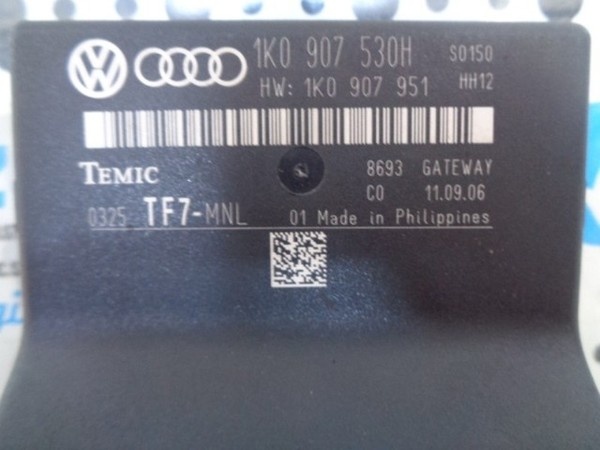 1K0 907 530H S0150
HW: 1K0 907 951 HH12
TEMIC 8693 GATEWAY
C0 11.09.06
0325 TF7-MNL 01 Made in Philippines